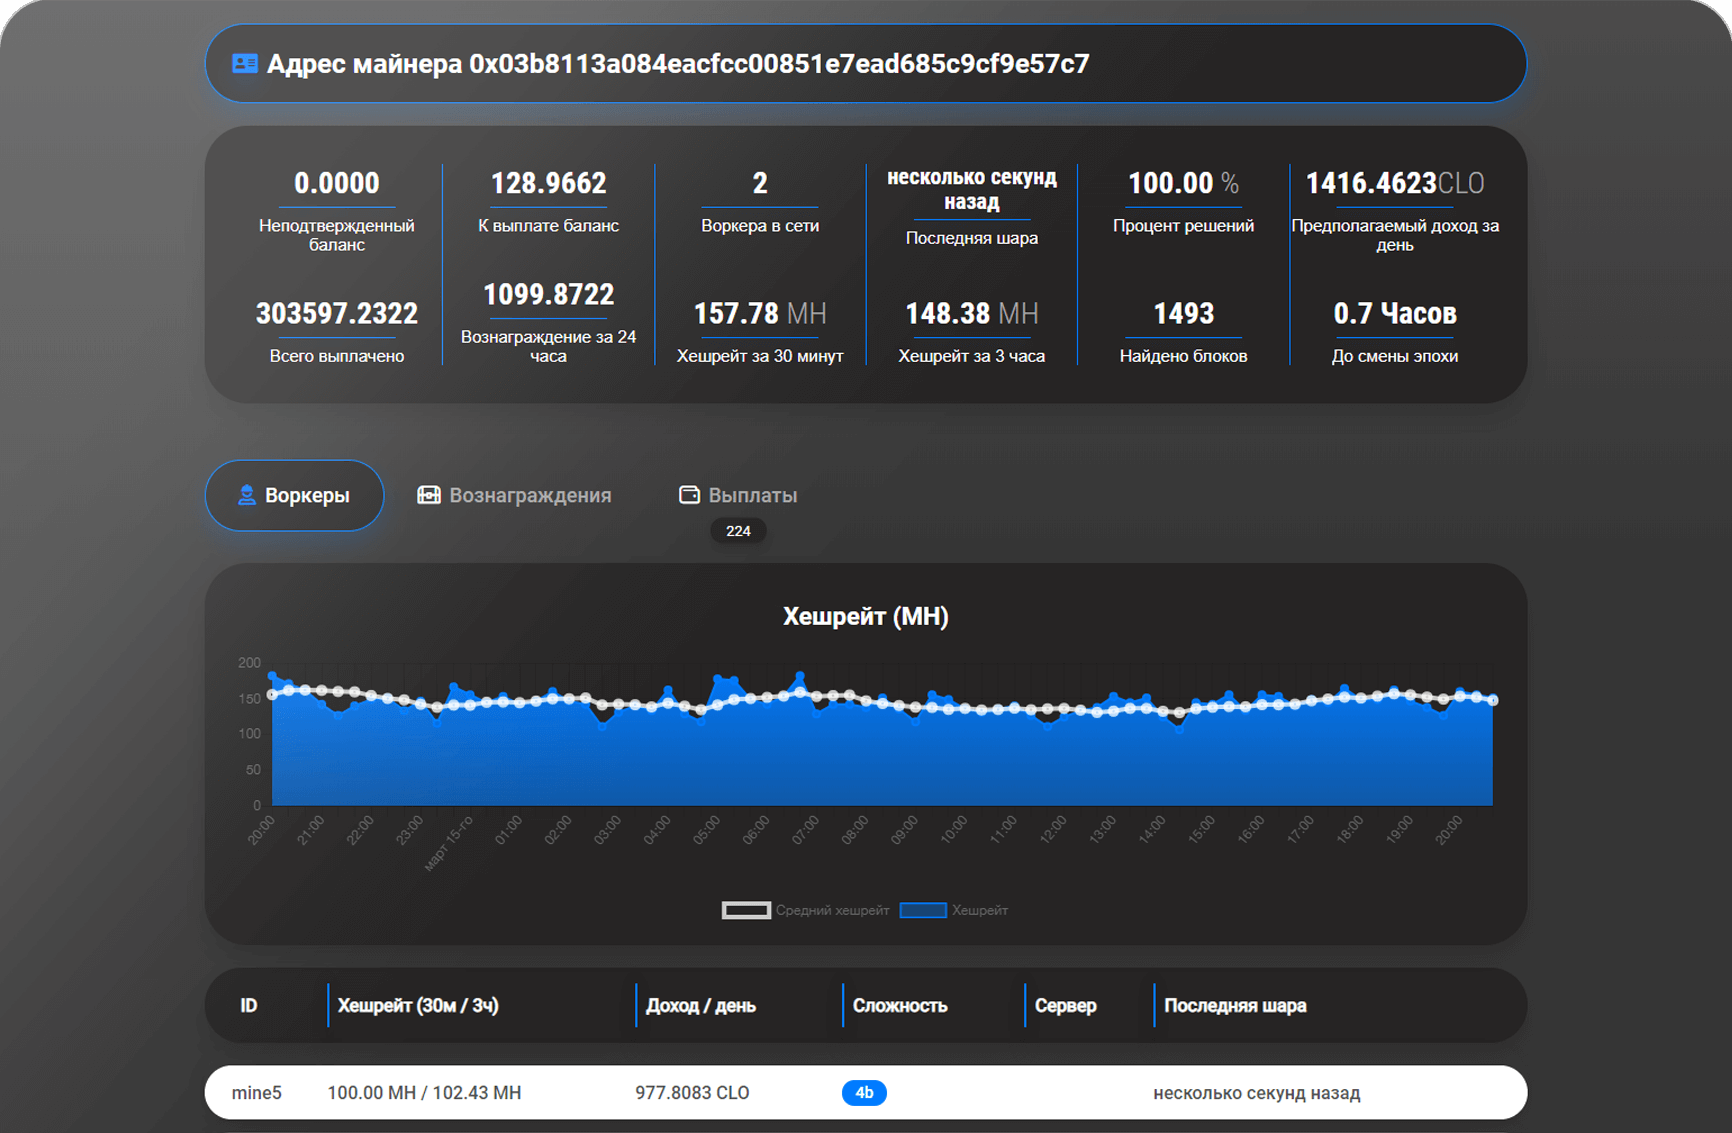 Адрес майнера 0x03b8113a084eacfcc00851e7ead685c9cf9e57c7
0.0000
Неподтвержденный
баланс
128.9662
К выплате баланс
2
Воркера в сети
несколько секунд
назад
Последняя шара
100.00 %
Процент решений
1416.4623CLO
Предполагаемый доход за
день
303597.2322
Всего выплачено
1099.8722
Вознаграждение за 24
часа
157.78 MH
Хешрейт за 30 минут
148.38 MH
Хешрейт за 3 часа
1493
Найдено блоков
0.7 Часов
До смены эпохи
Воркеры
Вознаграждения
Выплаты
224
Хешрейт (MH)
200
150
100
50
0
20:00
21:00
22:00
23:00
март 15-го
01:00
02:00
03:00
04:00
05:00
06:00
07:00
08:00
09:00
10:00
11:00
12:00
13:00
14:00
15:00
16:00
17:00
18:00
19:00
20:00
Средний хешрейт
Хешрейт
ID
Хешрейт (30м / 3ч)
Доход / день
Сложность
Сервер
Последняя шара
mine5
100.00 MH / 102.43 MH
977.8083 CLO
4b
несколько секунд назад